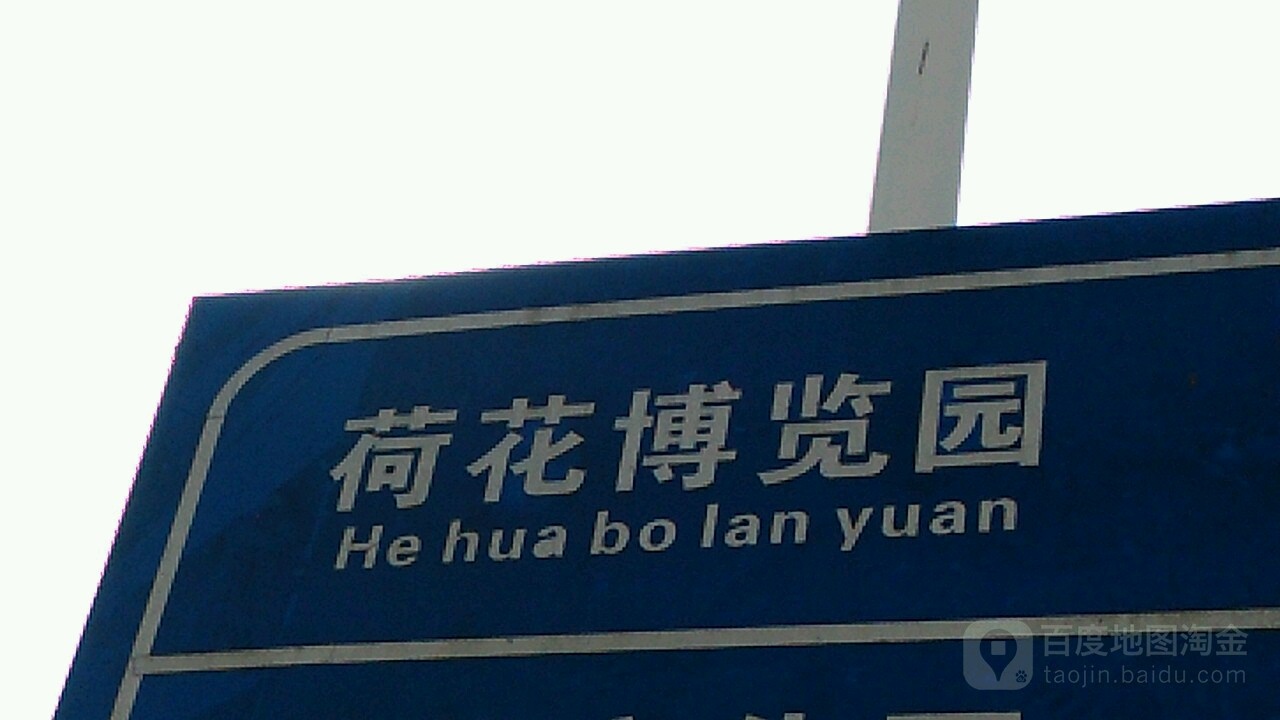 荷花博览园
He hua bo lan yuan
百度地图淘金
taojin.baidu.com